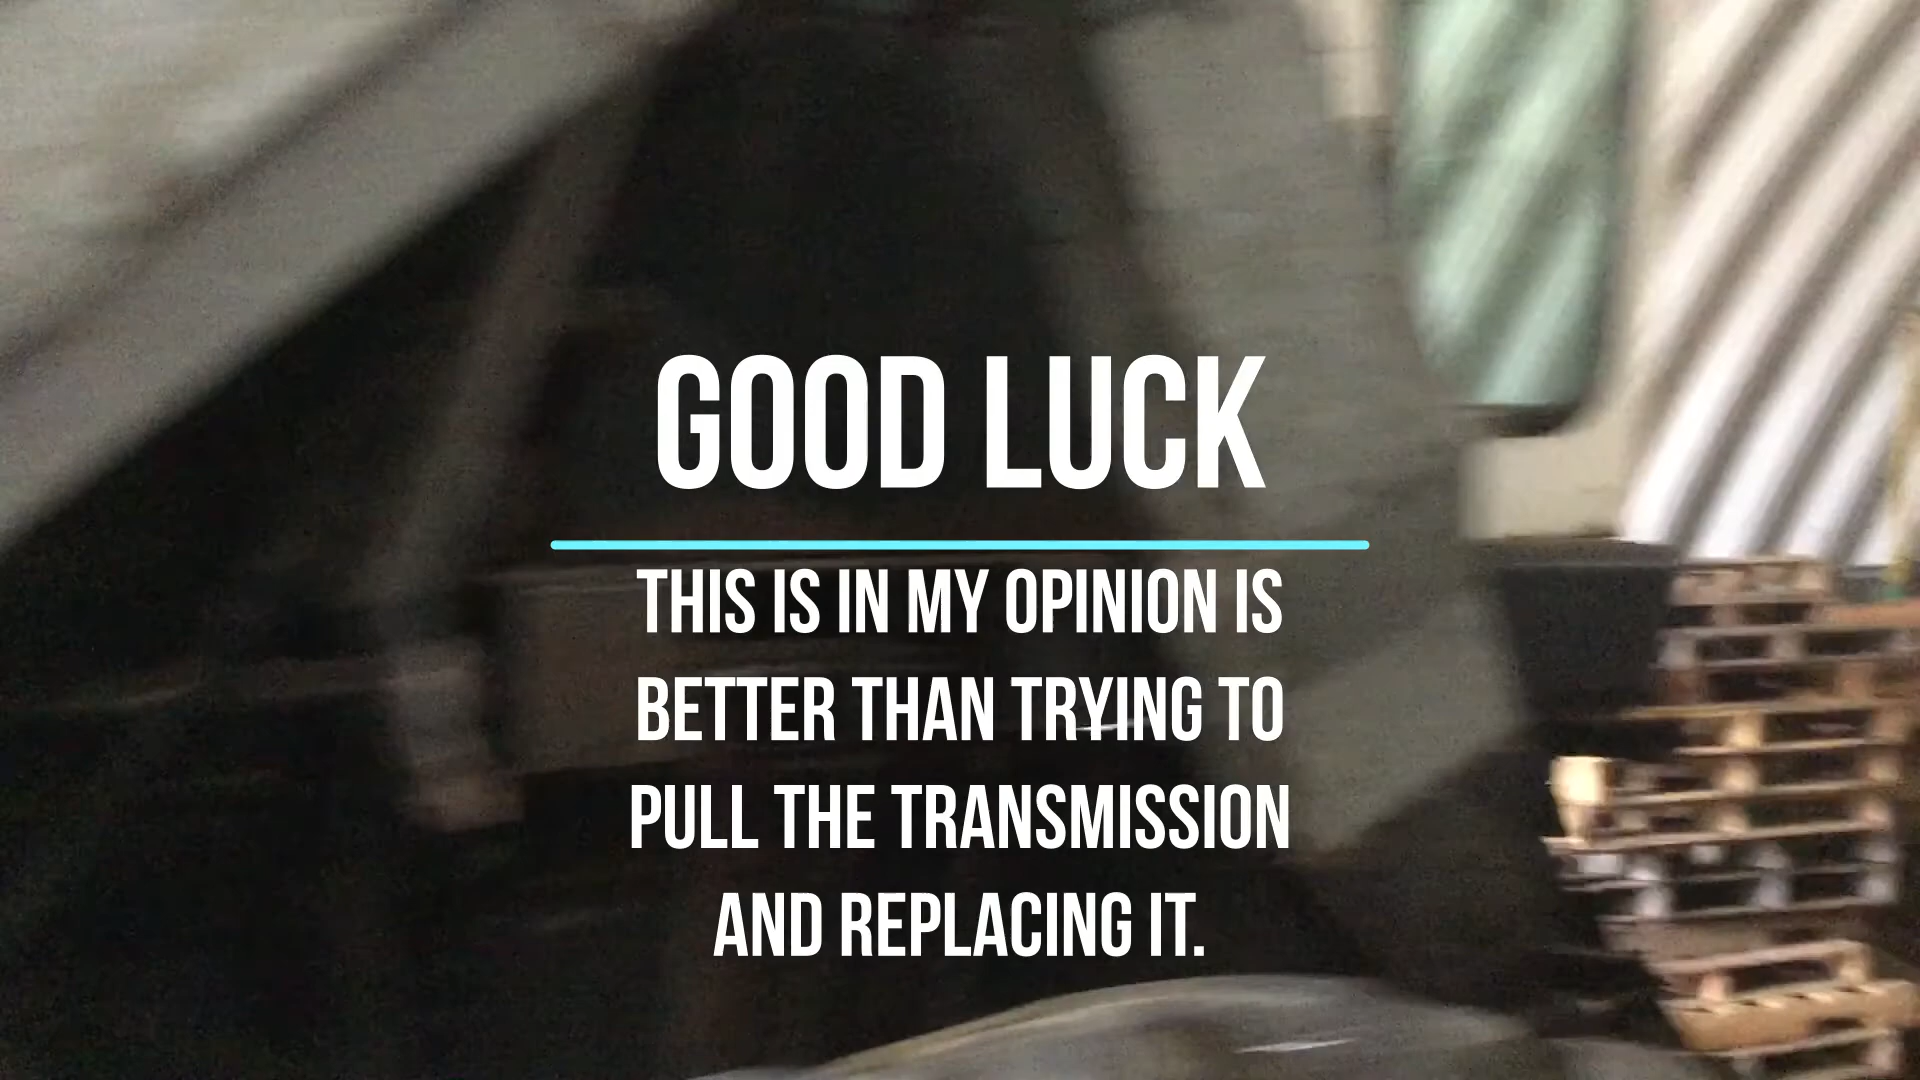 GOOD LUCK
THIS IS IN MY OPINION IS
BETTER THAN TRYING TO
PULL THE TRANSMISSION
AND REPLACING IT.